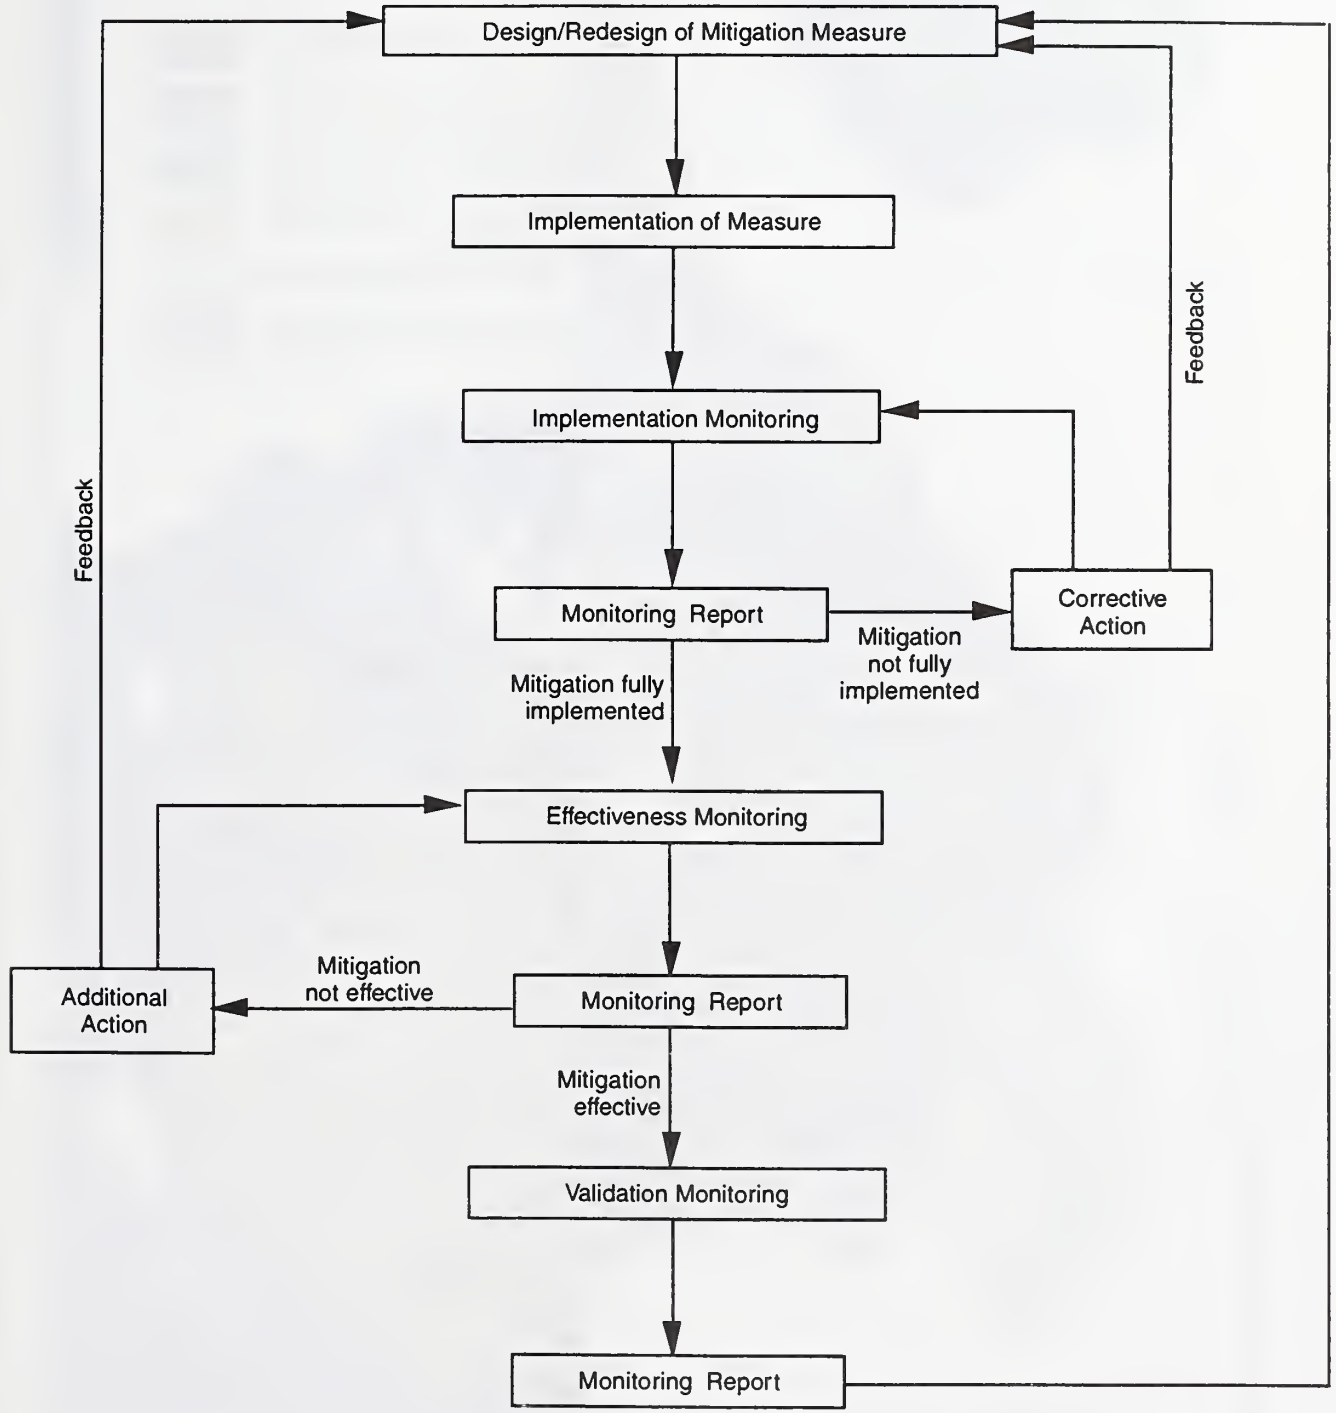 Design/Redesign of Mitigation Measure
Implementation of Measure
Feedback
Implementation Monitoring
Feedback
Monitoring Report
Corrective
Action
Mitigation
not fully
implemented
Mitigation fully
implemented
Effectiveness Monitoring
Mitigation
not effective
Additional
Action
Monitoring Report
Mitigation
effective
Validation Monitoring
Monitoring Report